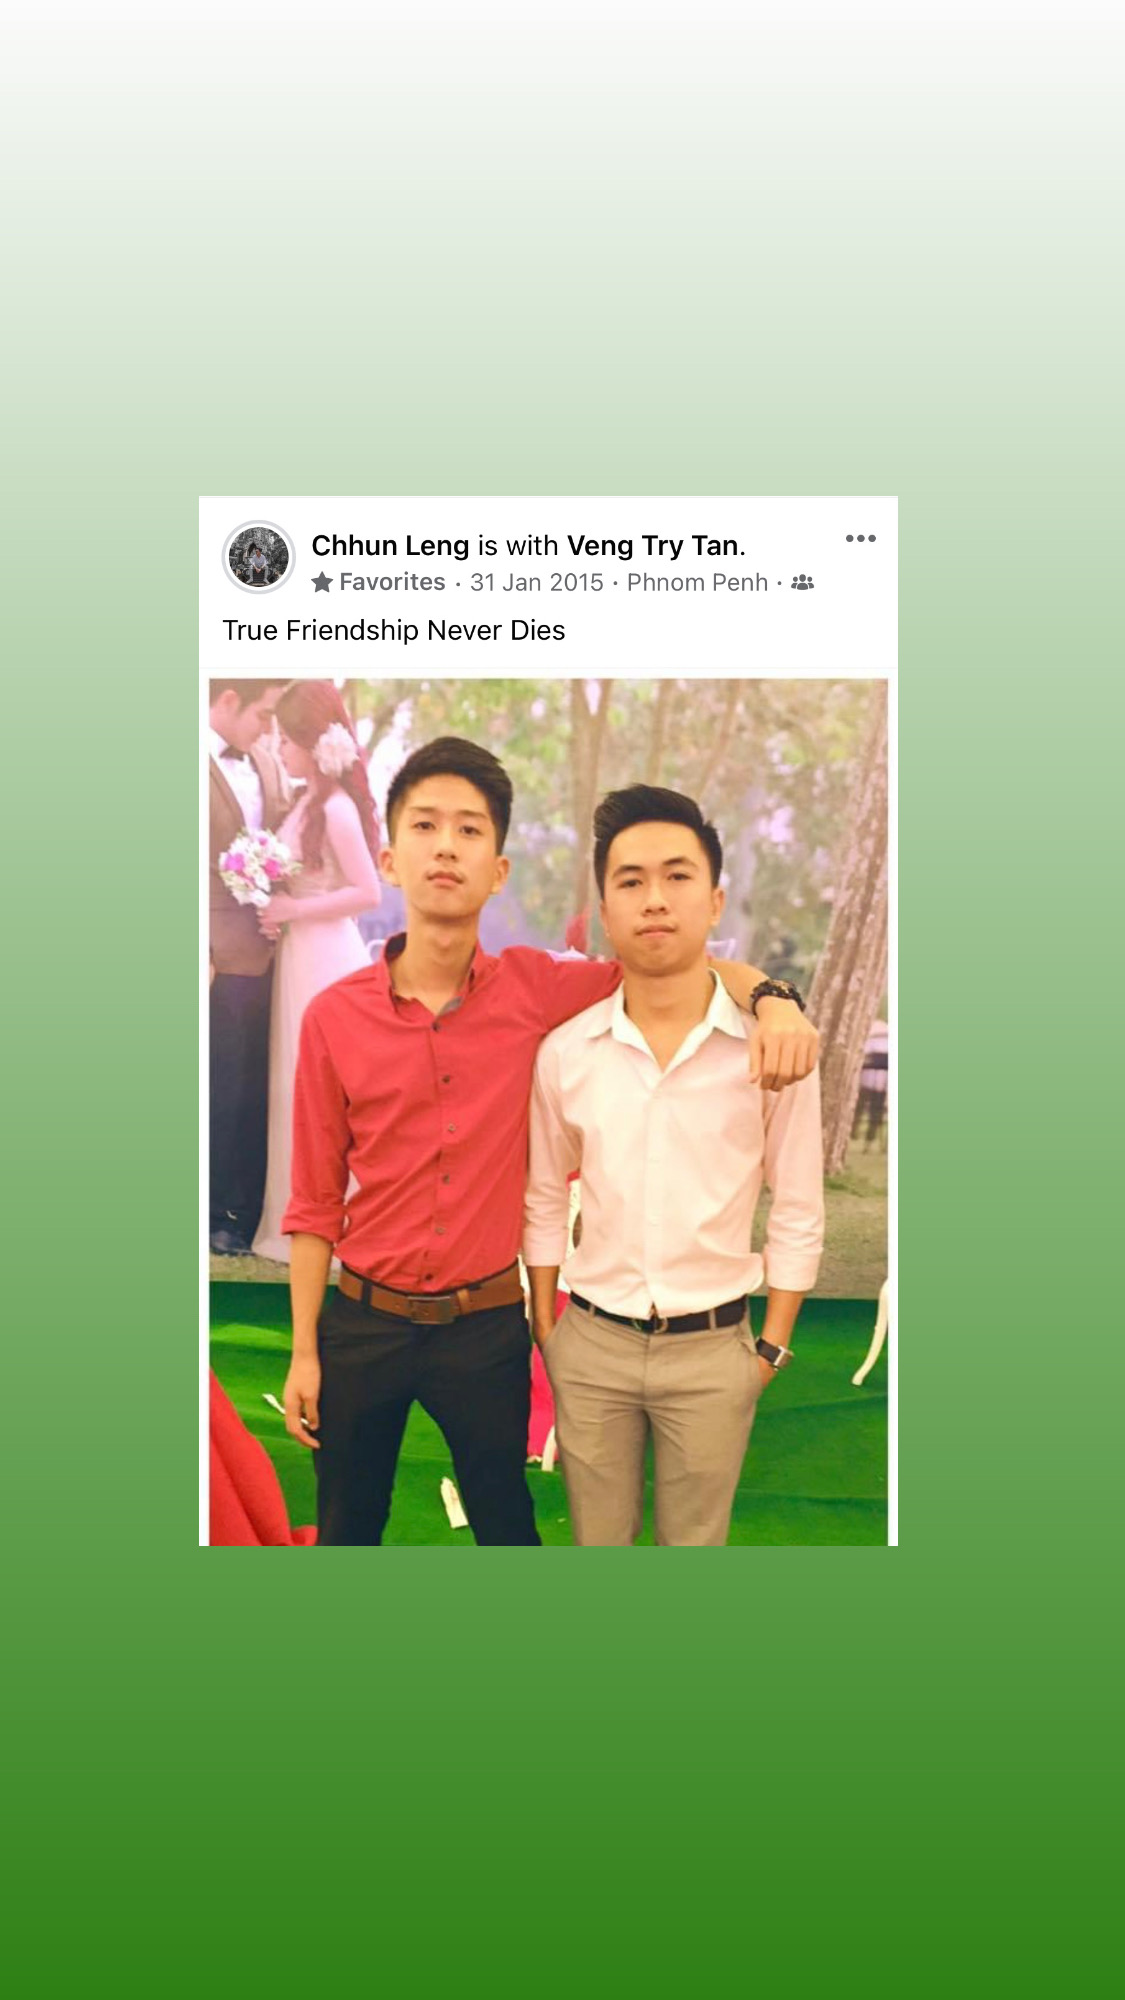 Chhun Leng is with Veng Try Tan.
Favorites · 31 Jan 2015 · Phnom Penh ·
True Friendship Never Dies